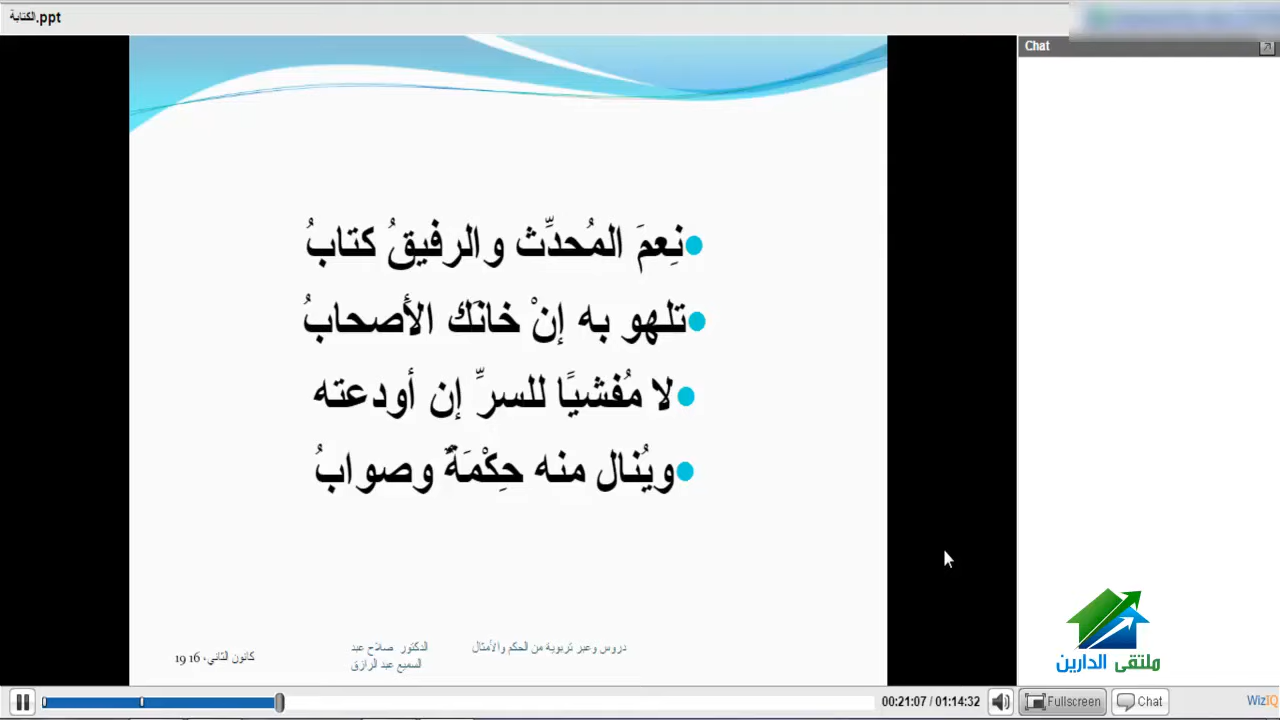 الكتابة.ppt
Chat
نِعمَ المُحدِّث والرفيقُ كتابُ
تلهو به إنْ خانَك الأصحابُ
لا مُفشيًا للسرِّ إن أودعته
ويُنال منه حِكْمَةٌ وصوابُ
دروس وعبر تربوية من الحكم والأمثال
الدكتور صلاح عبد
السميع عبد الرازق
كانون الثاني، 16 19
ملتقى الدارين
00:21:07 / 01:14:32
Fullscreen
Chat
WizIQ